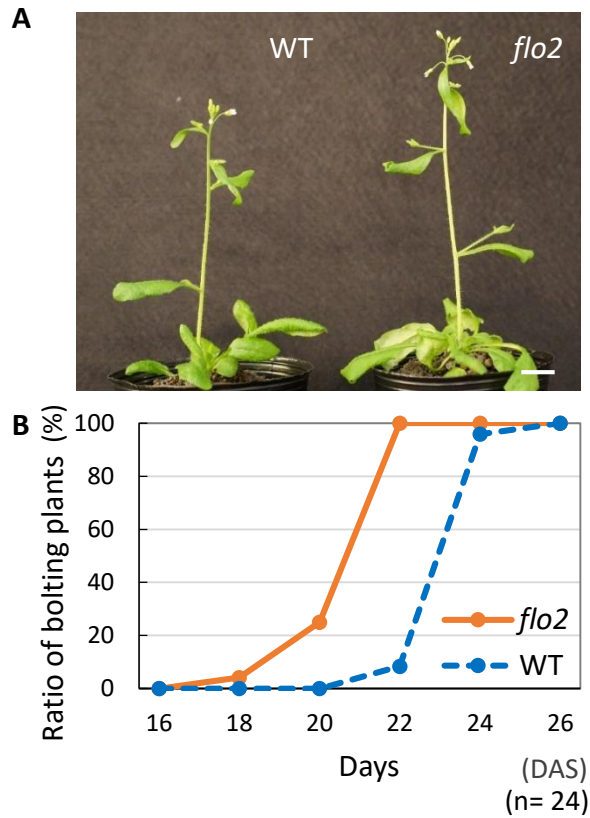 A
WT
flo2
B
Ratio of bolting plants (%)
100
80
60
40
20
0
flo2
WT
16 18 20 22 24 26
Days
(DAS)
(n= 24)